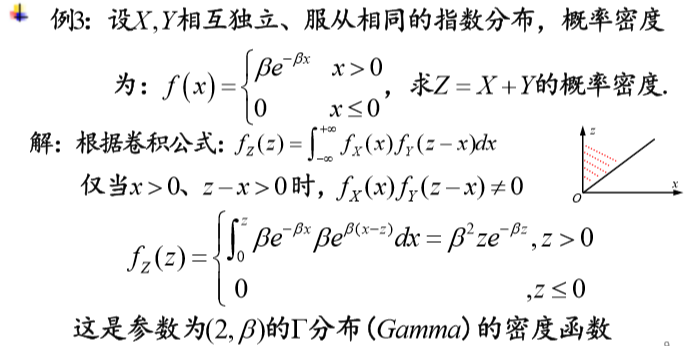 例3：设X,Y相互独立、服从相同的指数分布，概率密度
为：f(x)={βe^{-βx} x>0
0 x≤0，求Z=X+Y的概率密度.
解：根据卷积公式：f_Z(z)=∫_{-∞}^{+∞} f_X(x)f_Y(z-x)dx
仅当x>0、z-x>0时，f_X(x)f_Y(z-x)≠0
z
x
O
f_Z(z)={∫_0^z βe^{-βx}βe^{β(x-z)}dx=β^2ze^{-βz},z>0
0 ,z≤0
这是参数为(2,β)的Γ分布(Gamma)的密度函数